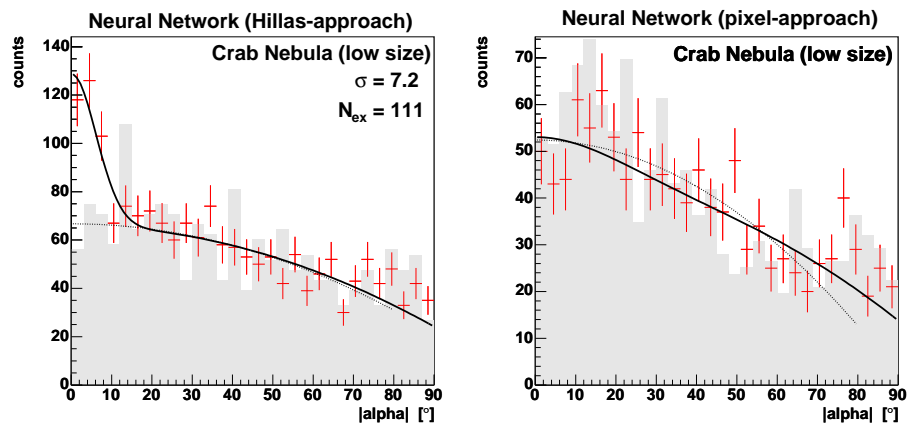 Neural Network (Hillas-approach)
counts
Crab Nebula (low size)
σ = 7.2
N_ex = 111
140
120
100
80
60
40
20
0
0 10 20 30 40 50 60 70 80 90
|alpha| [°]
Neural Network (pixel-approach)
counts
Crab Nebula (low size)
70
60
50
40
30
20
10
0
0 10 20 30 40 50 60 70 80 90
|alpha| [°]